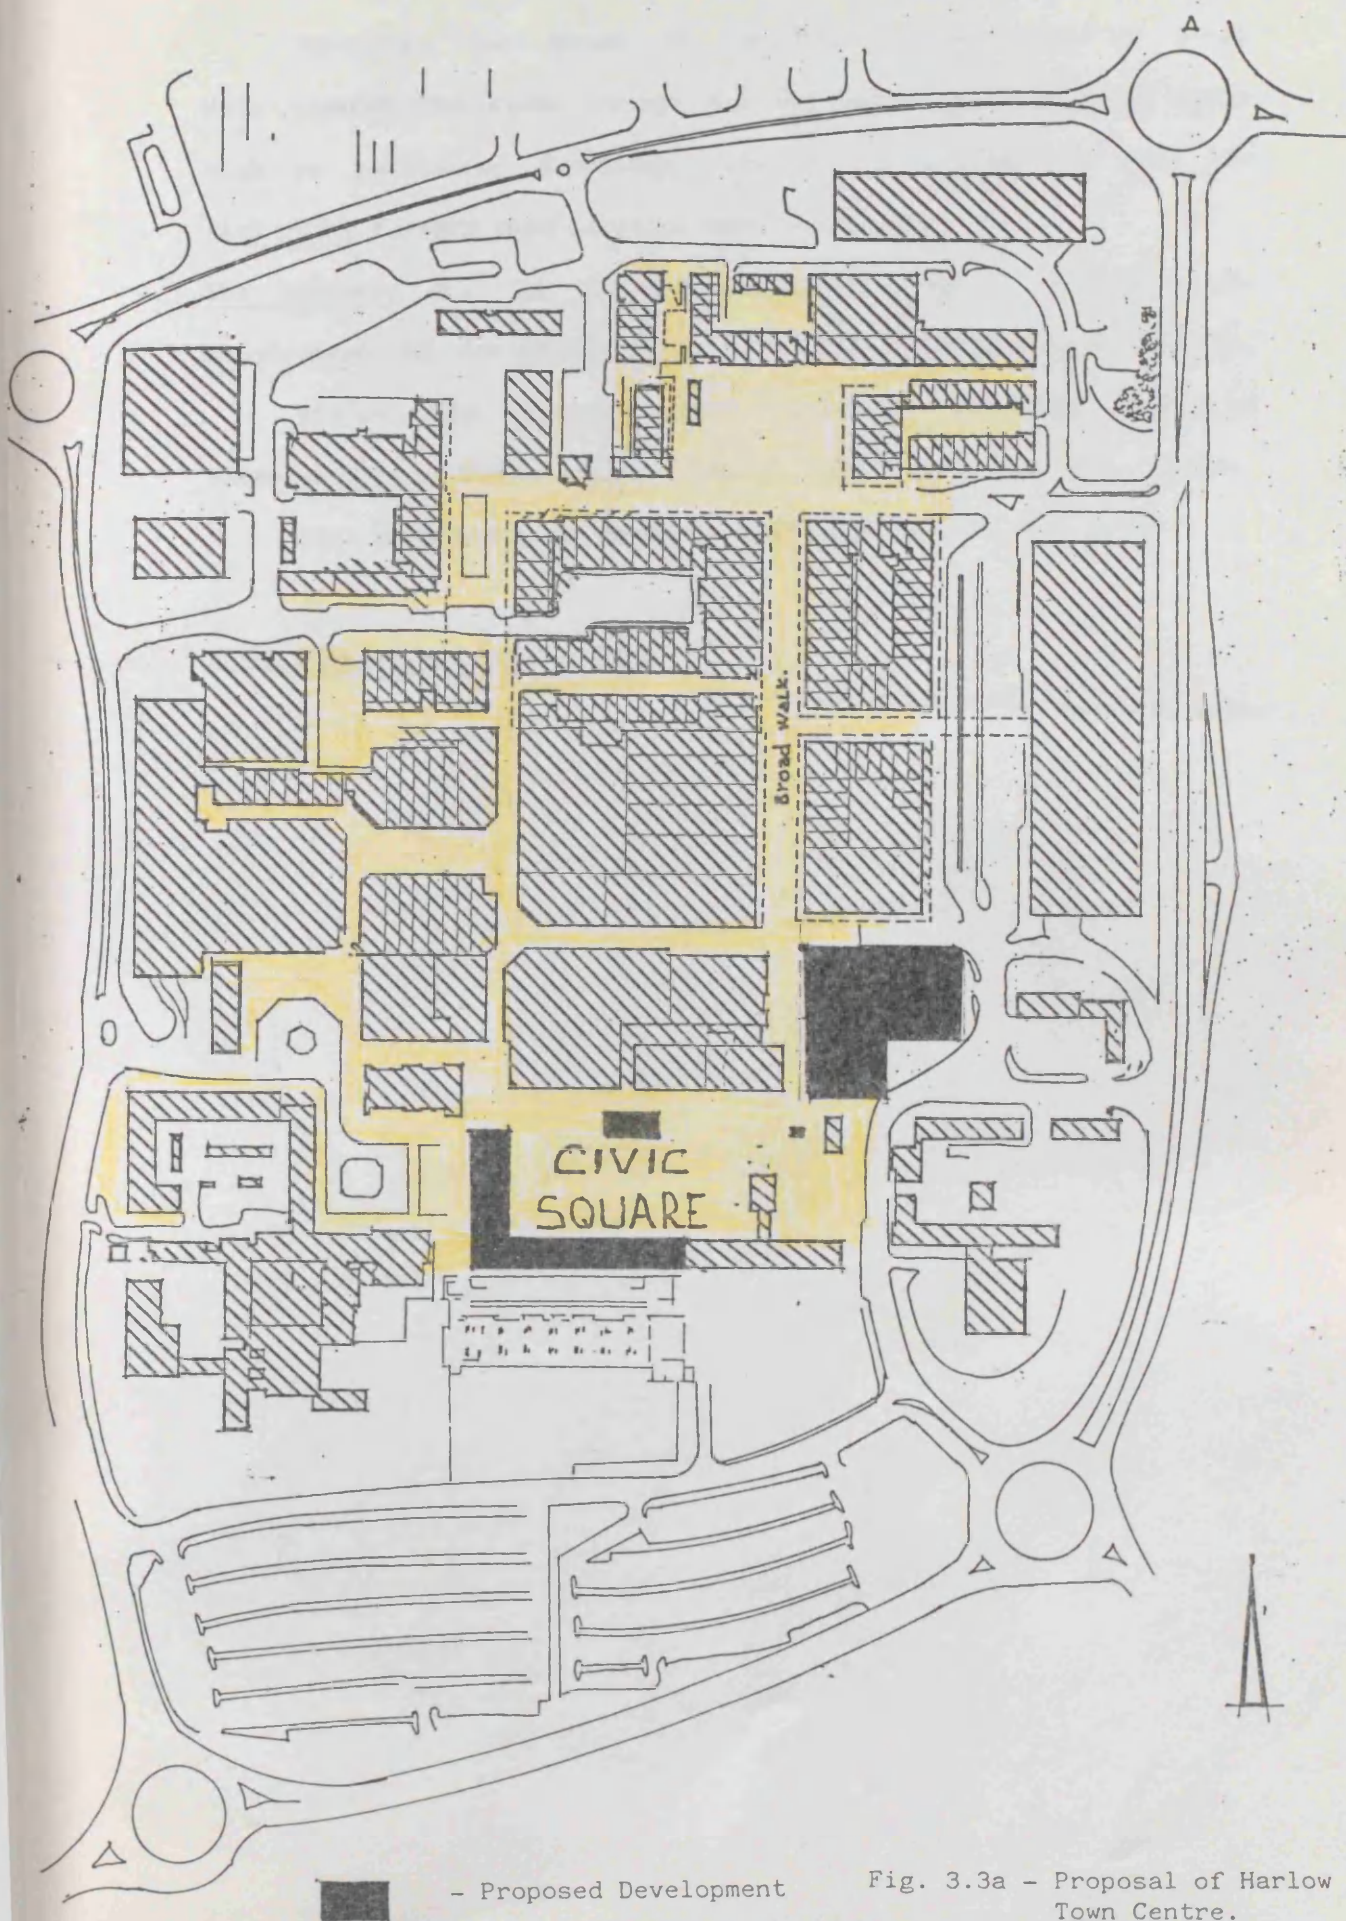 Broad Walk.
CIVIC
SQUARE
- Proposed Development
Fig. 3.3a - Proposal of Harlow
Town Centre.